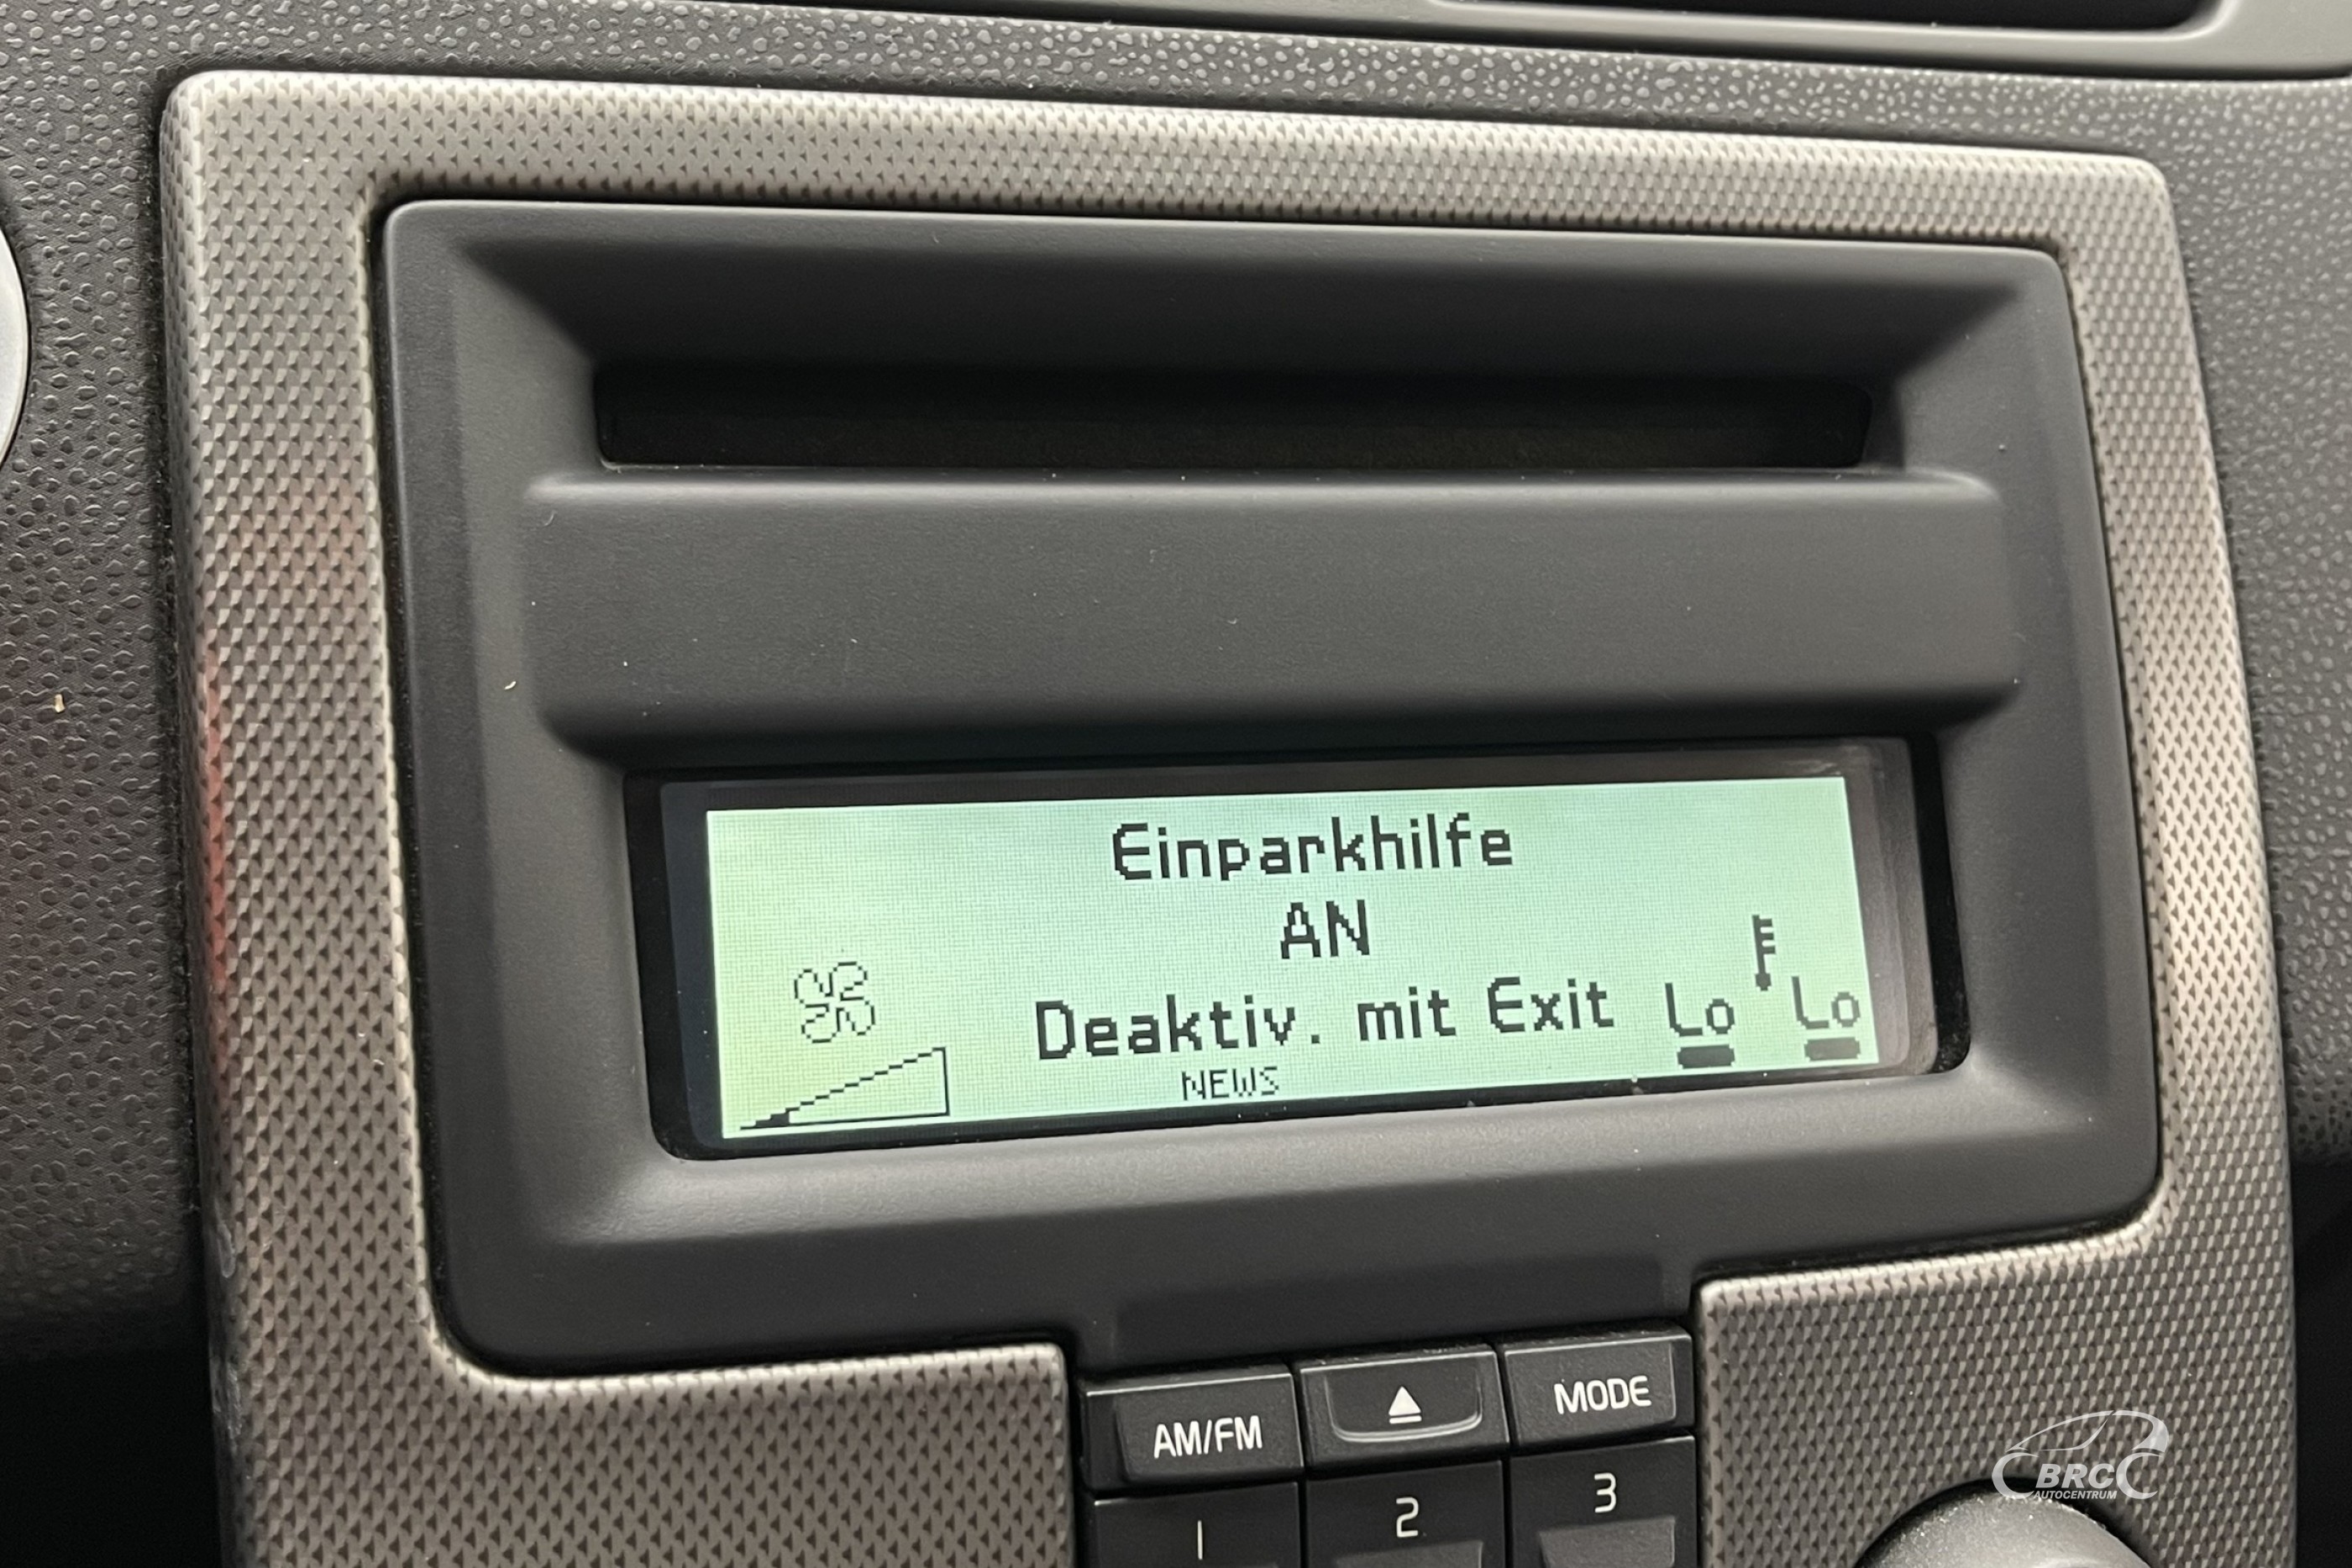 Einparkhilfe
AN
Deaktiv. mit Exit
Lo Lo
NEWS
AM/FM
MODE
1 2 3
BRC
AUTOCENTRUM